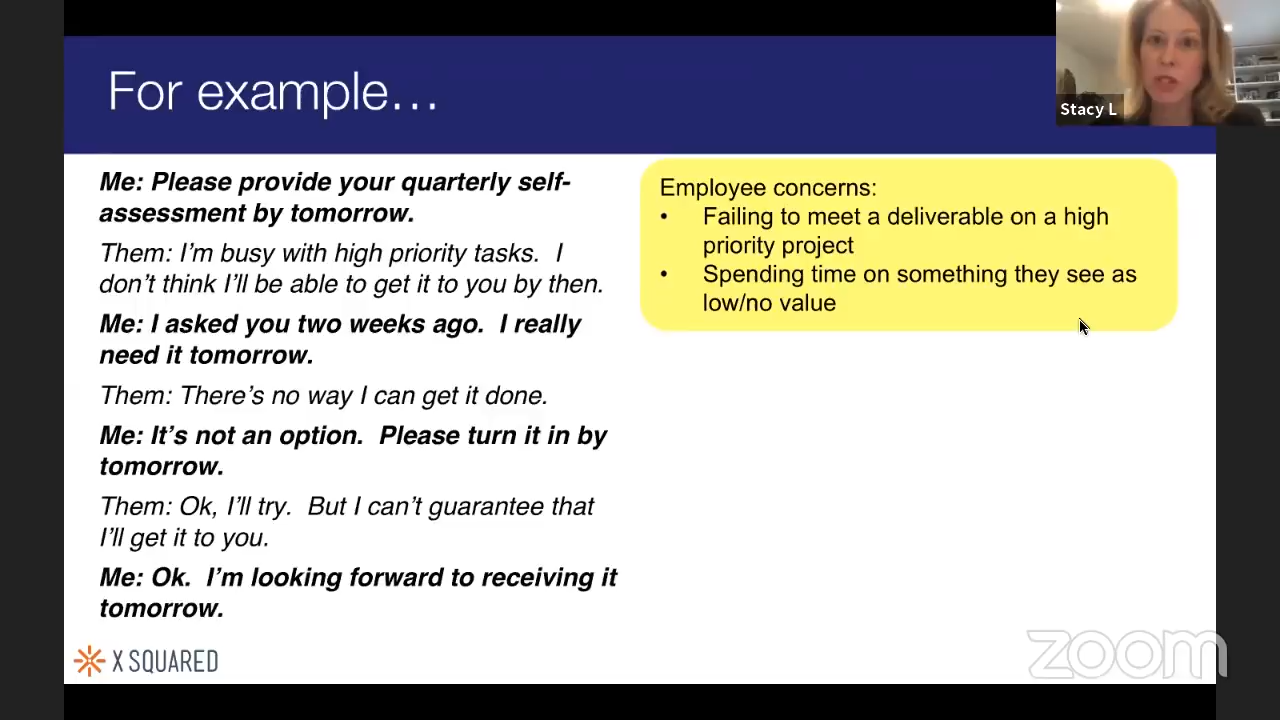 For example…
Stacy L
Me: Please provide your quarterly self-
assessment by tomorrow.
Them: I'm busy with high priority tasks.  I
don't think I'll be able to get it to you by then.
Me: I asked you two weeks ago.  I really
need it tomorrow.
Them: There's no way I can get it done.
Me: It's not an option.  Please turn it in by
tomorrow.
Them: Ok, I'll try.  But I can't guarantee that
I'll get it to you.
Me: Ok.  I'm looking forward to receiving it
tomorrow.
Employee concerns:
• Failing to meet a deliverable on a high
priority project
• Spending time on something they see as
low/no value
X SQUARED
zoom